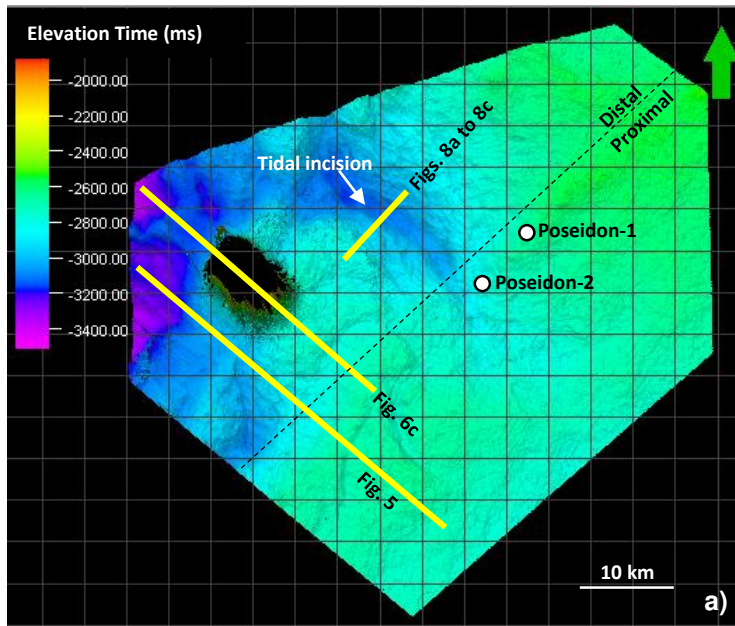 Elevation Time (ms)
-2000.00
-2200.00
-2400.00
-2600.00
-2800.00
-3000.00
-3200.00
-3400.00
Distal
Proximal
Tidal incision
Figs. 8a to 8c
Poseidon-1
Poseidon-2
Fig. 6c
Fig. 5
10 km
a)